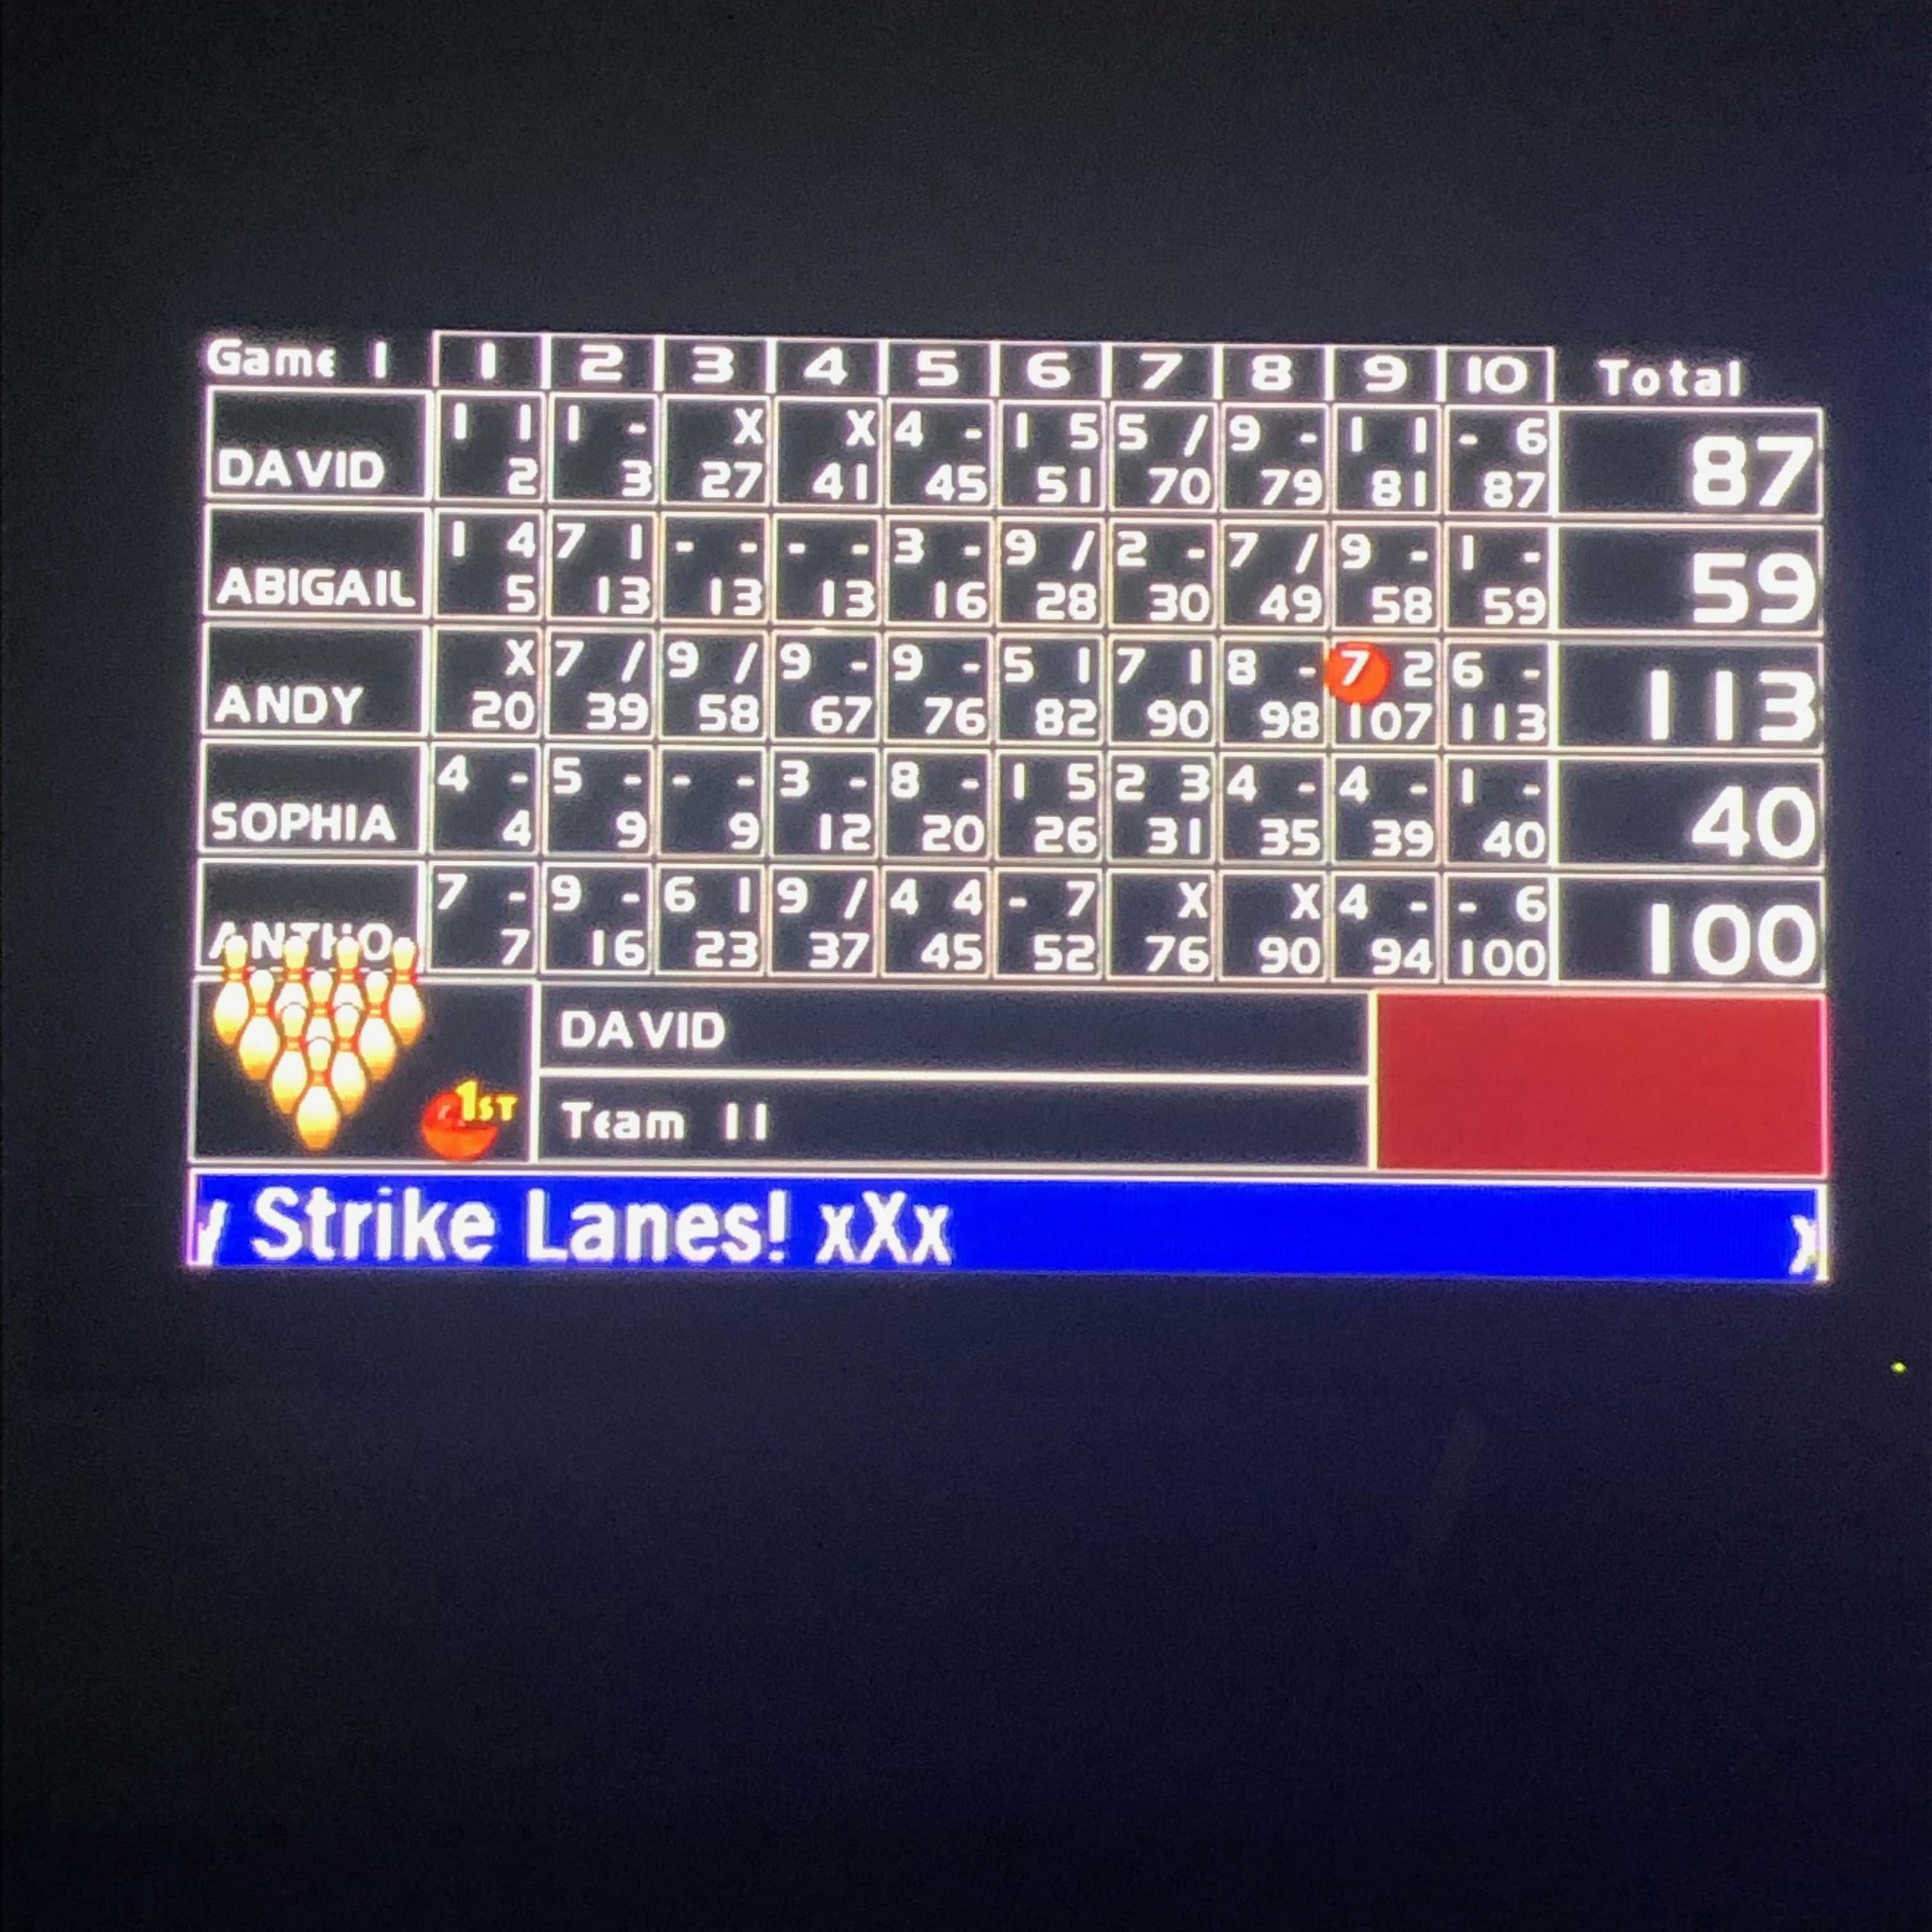 Game 1 1 2 3 4 5 6 7 8 9 10 Total
1 1 1 - X X 4 - 1 5 5 / 9 - 1 1 - 6
DAVID 2 3 27 41 45 51 70 79 81 87 87
1 4 7 1 - - - - 3 - 9 / 2 - 7 / 9 - 1 -
ABIGAIL 5 13 13 13 16 28 30 49 58 59 59
X 7 / 9 / 9 - 9 - 5 1 7 1 8 - 7 2 6 -
ANDY 20 39 58 67 76 82 90 98 107 113 113
4 - 5 - - - 3 - 8 - 1 5 2 3 4 - 4 - 1 -
SOPHIA 4 9 9 12 20 26 31 35 39 40 40
7 - 9 - 6 1 9 / 4 4 - 7 X X 4 - - 6
ANTHO 7 16 23 37 45 52 76 90 94 100 100
DAVID
1ST
Team 11
y Strike Lanes! xXx x